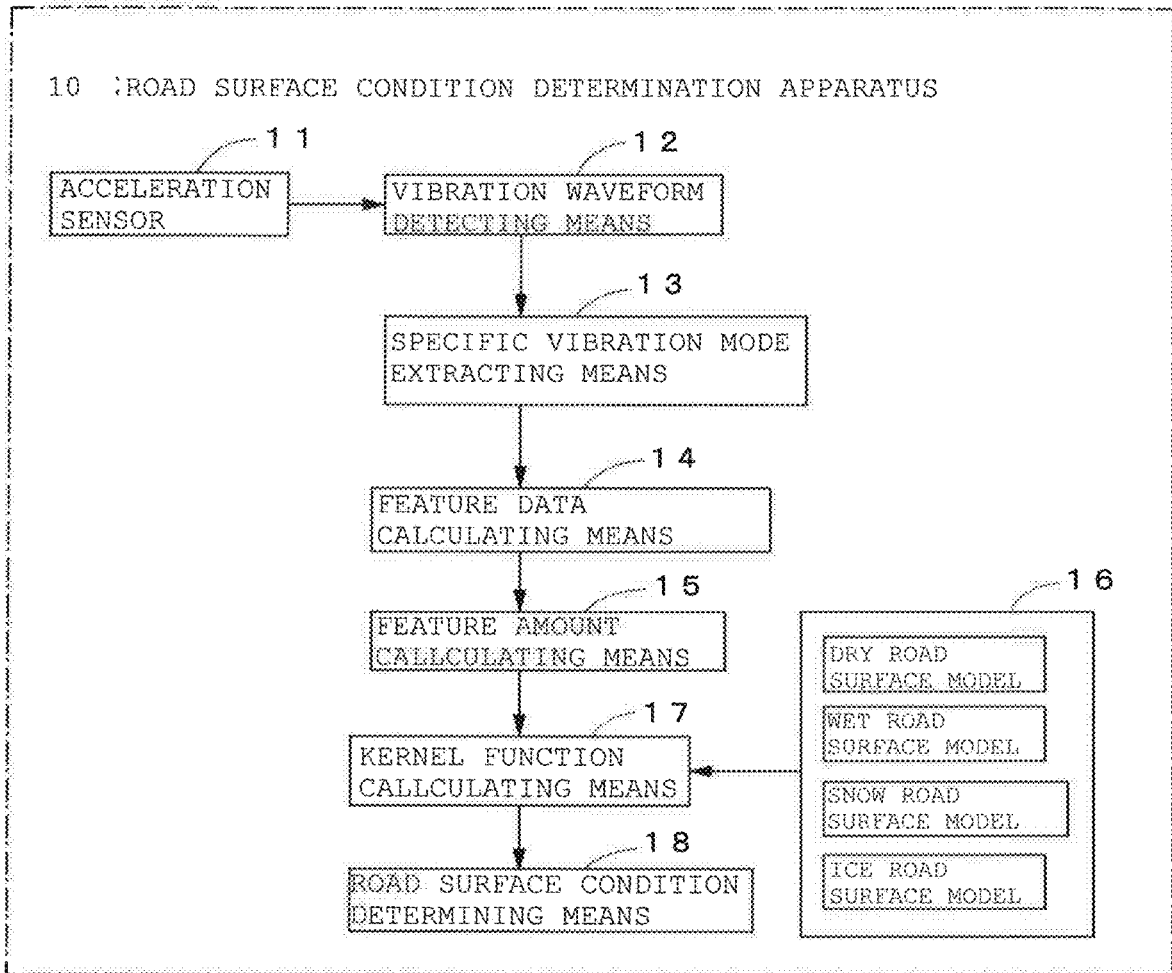 10 :ROAD SURFACE CONDITION DETERMINATION APPARATUS
11
12
ACCELERATION
SENSOR
VIBRATION WAVEFORM
DETECTING MEANS
13
SPECIFIC VIBRATION MODE
EXTRACTING MEANS
14
FEATURE DATA
CALCULATING MEANS
15
FEATURE AMOUNT
CALLCULATING MEANS
16
DRY ROAD
SURFACE MODEL
WET ROAD
SURFACE MODEL
SNOW ROAD
SURFACE MODEL
ICE ROAD
SURFACE MODEL
17
KERNEL FUNCTION
CALLCULATING MEANS
18
ROAD SURFACE CONDITION
DETERMINING MEANS